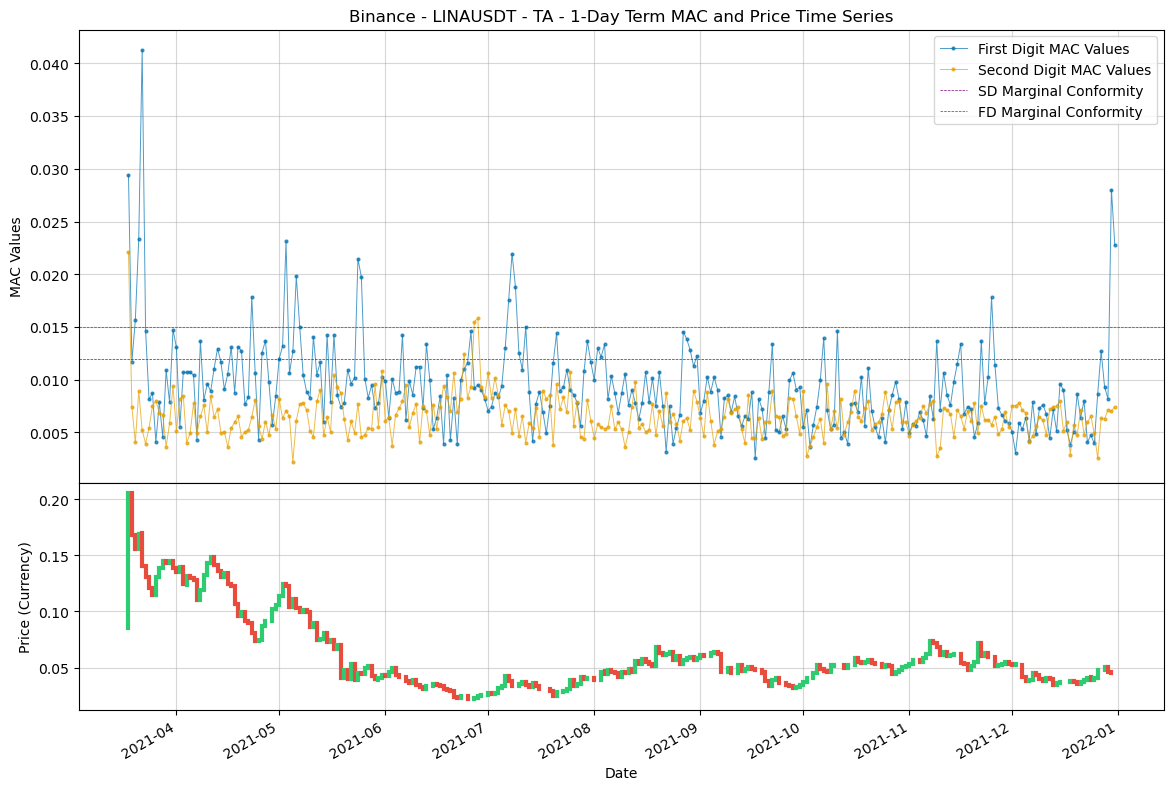 Binance - LINAUSDT - TA - 1-Day Term MAC and Price Time Series
First Digit MAC Values
Second Digit MAC Values
SD Marginal Conformity
FD Marginal Conformity
MAC Values
0.040
0.035
0.030
0.025
0.020
0.015
0.010
0.005
Price (Currency)
0.20
0.15
0.10
0.05
2021-04
2021-05
2021-06
2021-07
2021-08
2021-09
2021-10
2021-11
2021-12
2022-01
Date